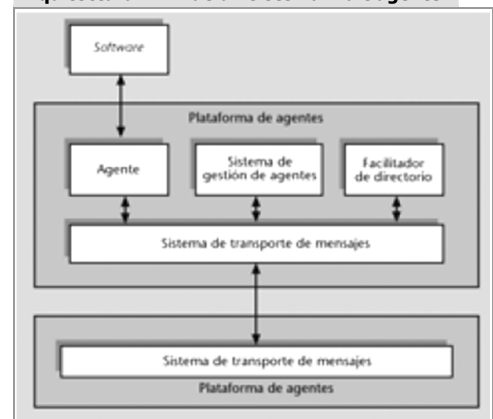 Software
Plataforma de agentes
Agente
Sistema de
gestión de agentes
Facilitador
de directorio
Sistema de transporte de mensajes
Sistema de transporte de mensajes
Plataforma de agentes